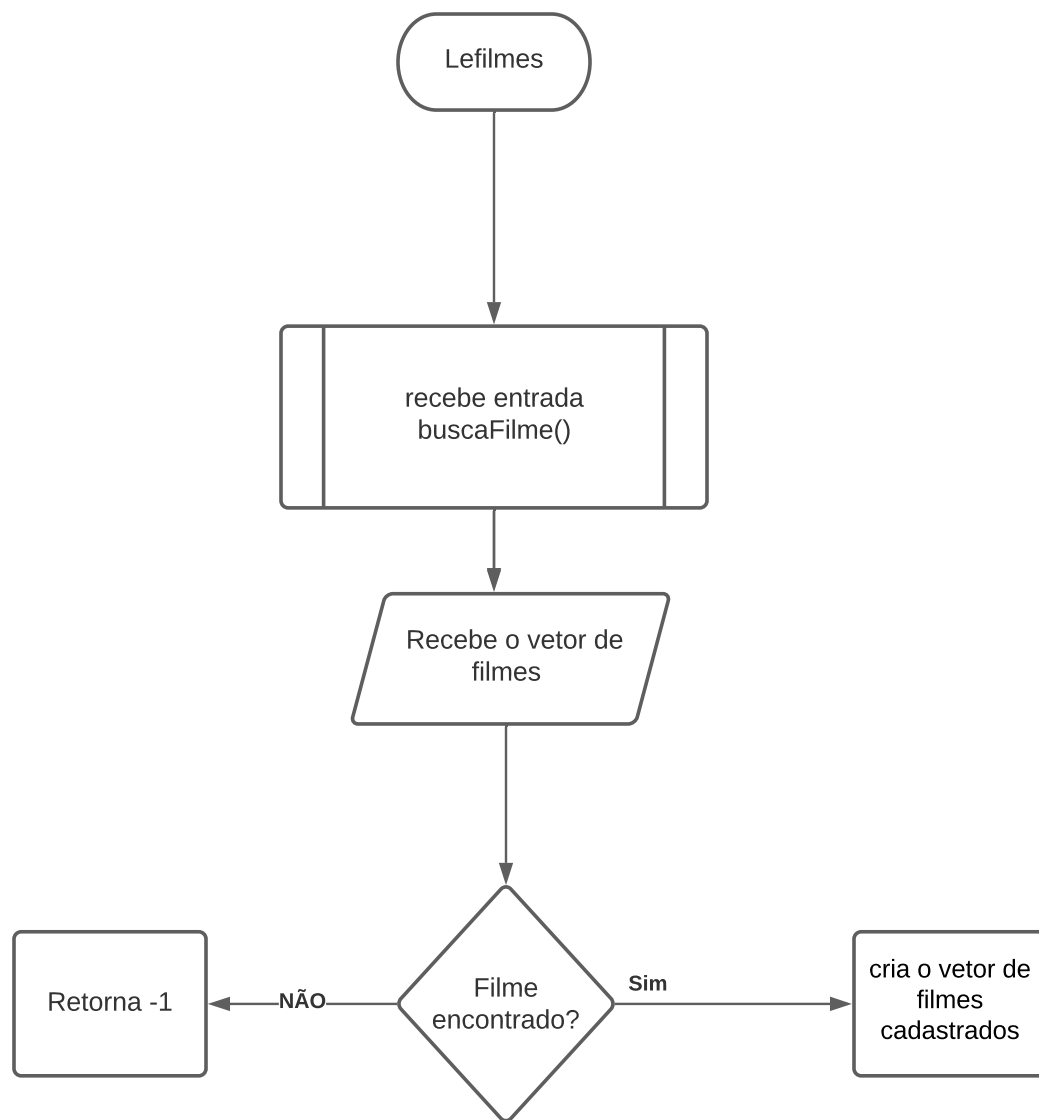 Lefilmes
recebe entrada
buscaFilme()
Recebe o vetor de
filmes
Filme
encontrado?
NÃO
Retorna -1
Sim
cria o vetor de
filmes
cadastrados